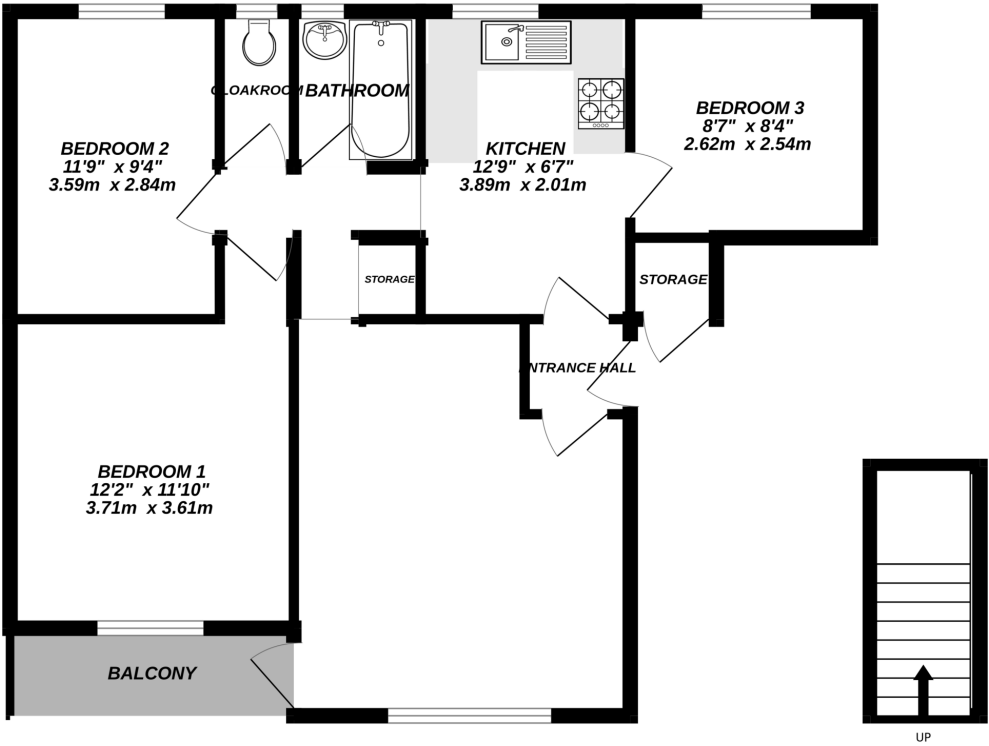 CLOAKROOM
BATHROOM
BEDROOM 2
11'9" x 9'4"
3.59m x 2.84m
KITCHEN
12'9" x 6'7"
3.89m x 2.01m
BEDROOM 3
8'7" x 8'4"
2.62m x 2.54m
STORAGE
STORAGE
ENTRANCE HALL
BEDROOM 1
12'2" x 11'10"
3.71m x 3.61m
BALCONY
UP